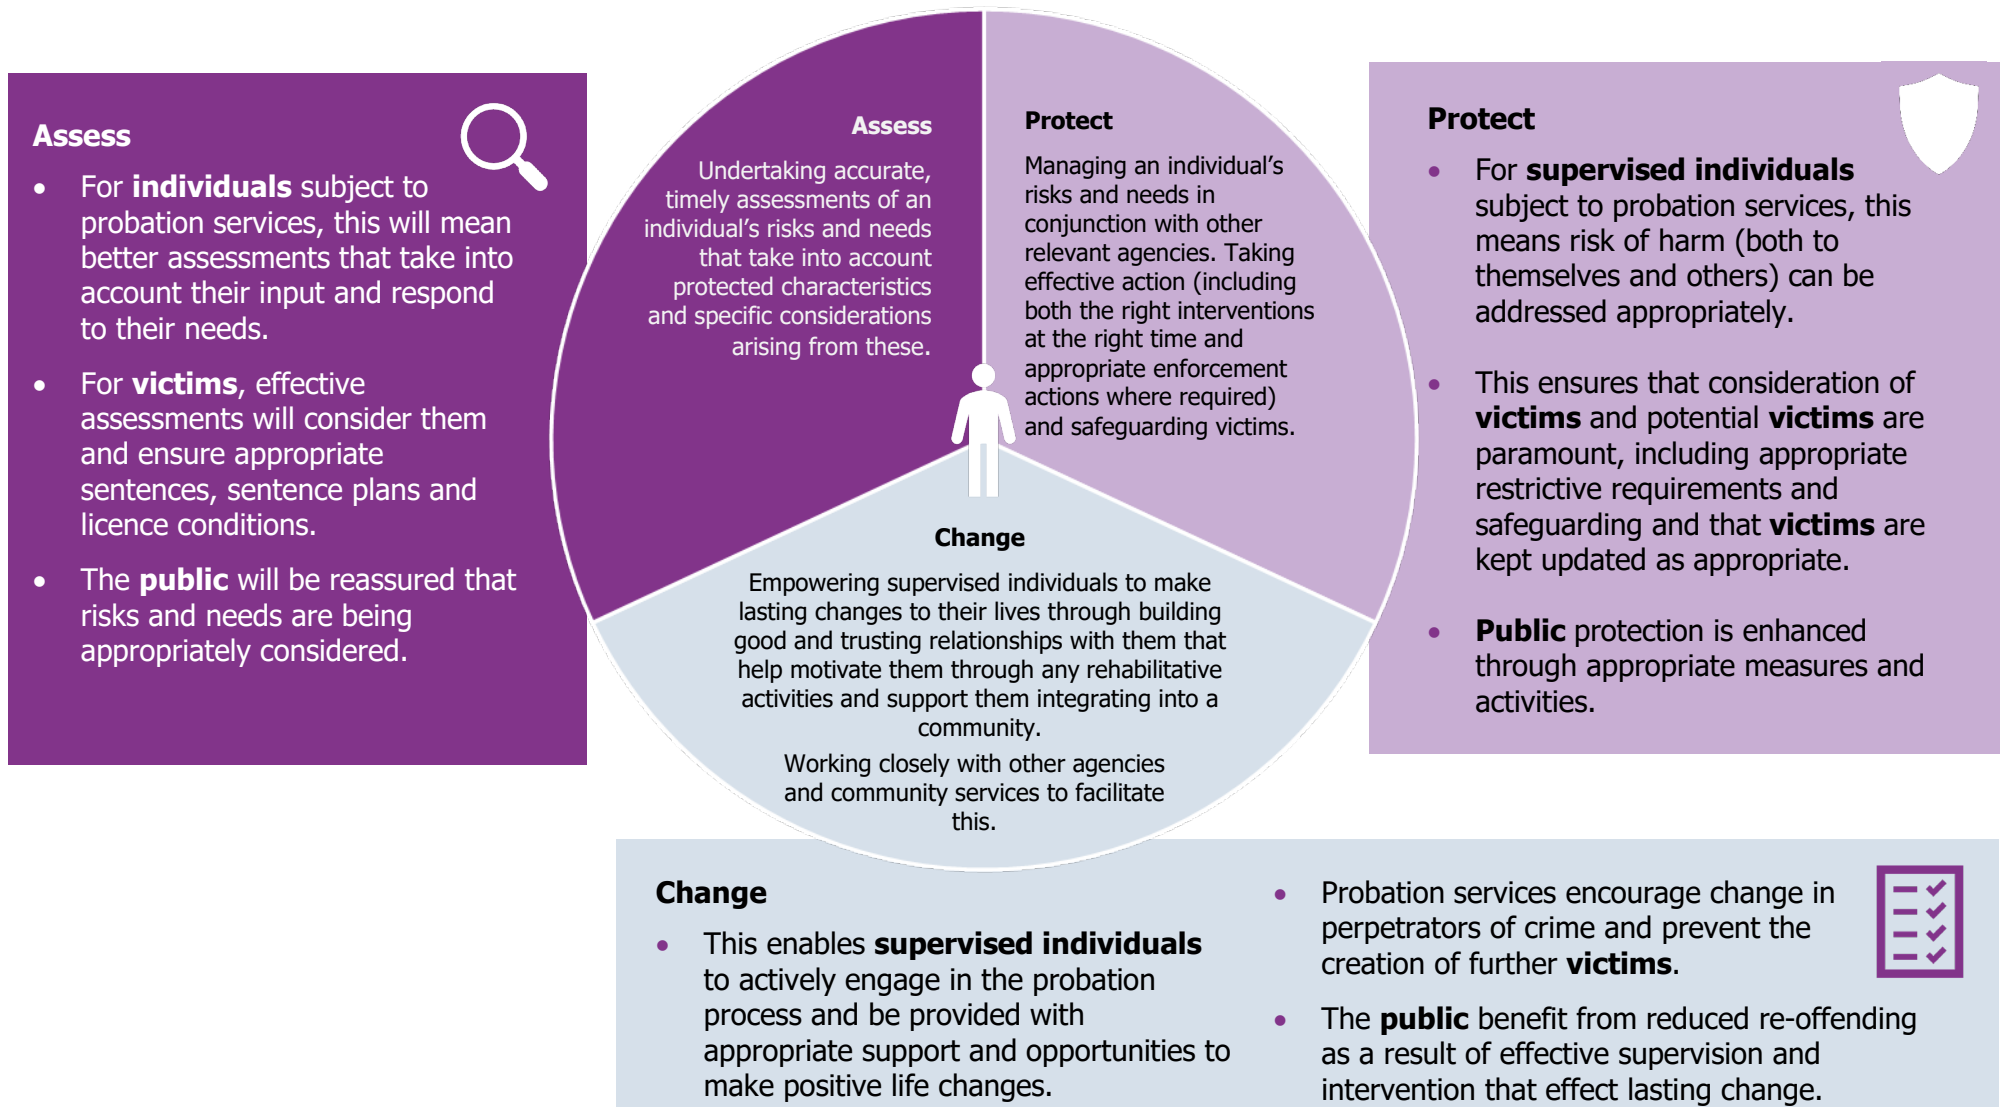 Assess
• For individuals subject to
probation services, this will mean
better assessments that take into
account their input and respond
to their needs.
• For victims, effective
assessments will consider them
and ensure appropriate
sentences, sentence plans and
licence conditions.
• The public will be reassured that
risks and needs are being
appropriately considered.
Assess
Undertaking accurate,
timely assessments of an
individual’s risks and needs
that take into account
protected characteristics
and specific considerations
arising from these.
Protect
Managing an individual’s
risks and needs in
conjunction with other
relevant agencies. Taking
effective action (including
both the right interventions
at the right time and
appropriate enforcement
actions where required)
and safeguarding victims.
Change
Empowering supervised individuals to make
lasting changes to their lives through building
good and trusting relationships with them that
help motivate them through any rehabilitative
activities and support them integrating into a
community.
Working closely with other agencies
and community services to facilitate
this.
Protect
• For supervised individuals
subject to probation services, this
means risk of harm (both to
themselves and others) can be
addressed appropriately.
• This ensures that consideration of
victims and potential victims are
paramount, including appropriate
restrictive requirements and
safeguarding and that victims are
kept updated as appropriate.
• Public protection is enhanced
through appropriate measures and
activities.
Change
• This enables supervised individuals
to actively engage in the probation
process and be provided with
appropriate support and opportunities to
make positive life changes.
• Probation services encourage change in
perpetrators of crime and prevent the
creation of further victims.
• The public benefit from reduced re-offending
as a result of effective supervision and
intervention that effect lasting change.